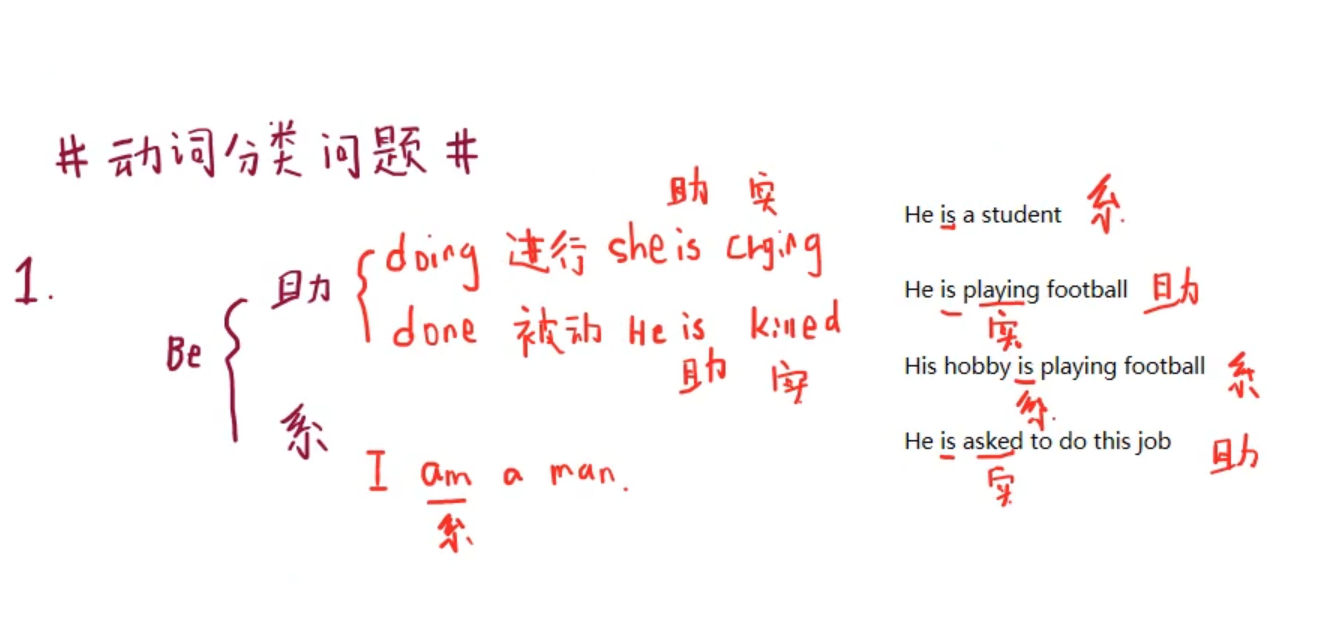 #动词分类问题#
1.
Be
助
doing 进行 she is crying
助 实
done 被动 He is killed
助 实
系
I am a man.
系
He is a student 系
He is playing football 助
实
His hobby is playing football 系
系
He is asked to do this job 助
实